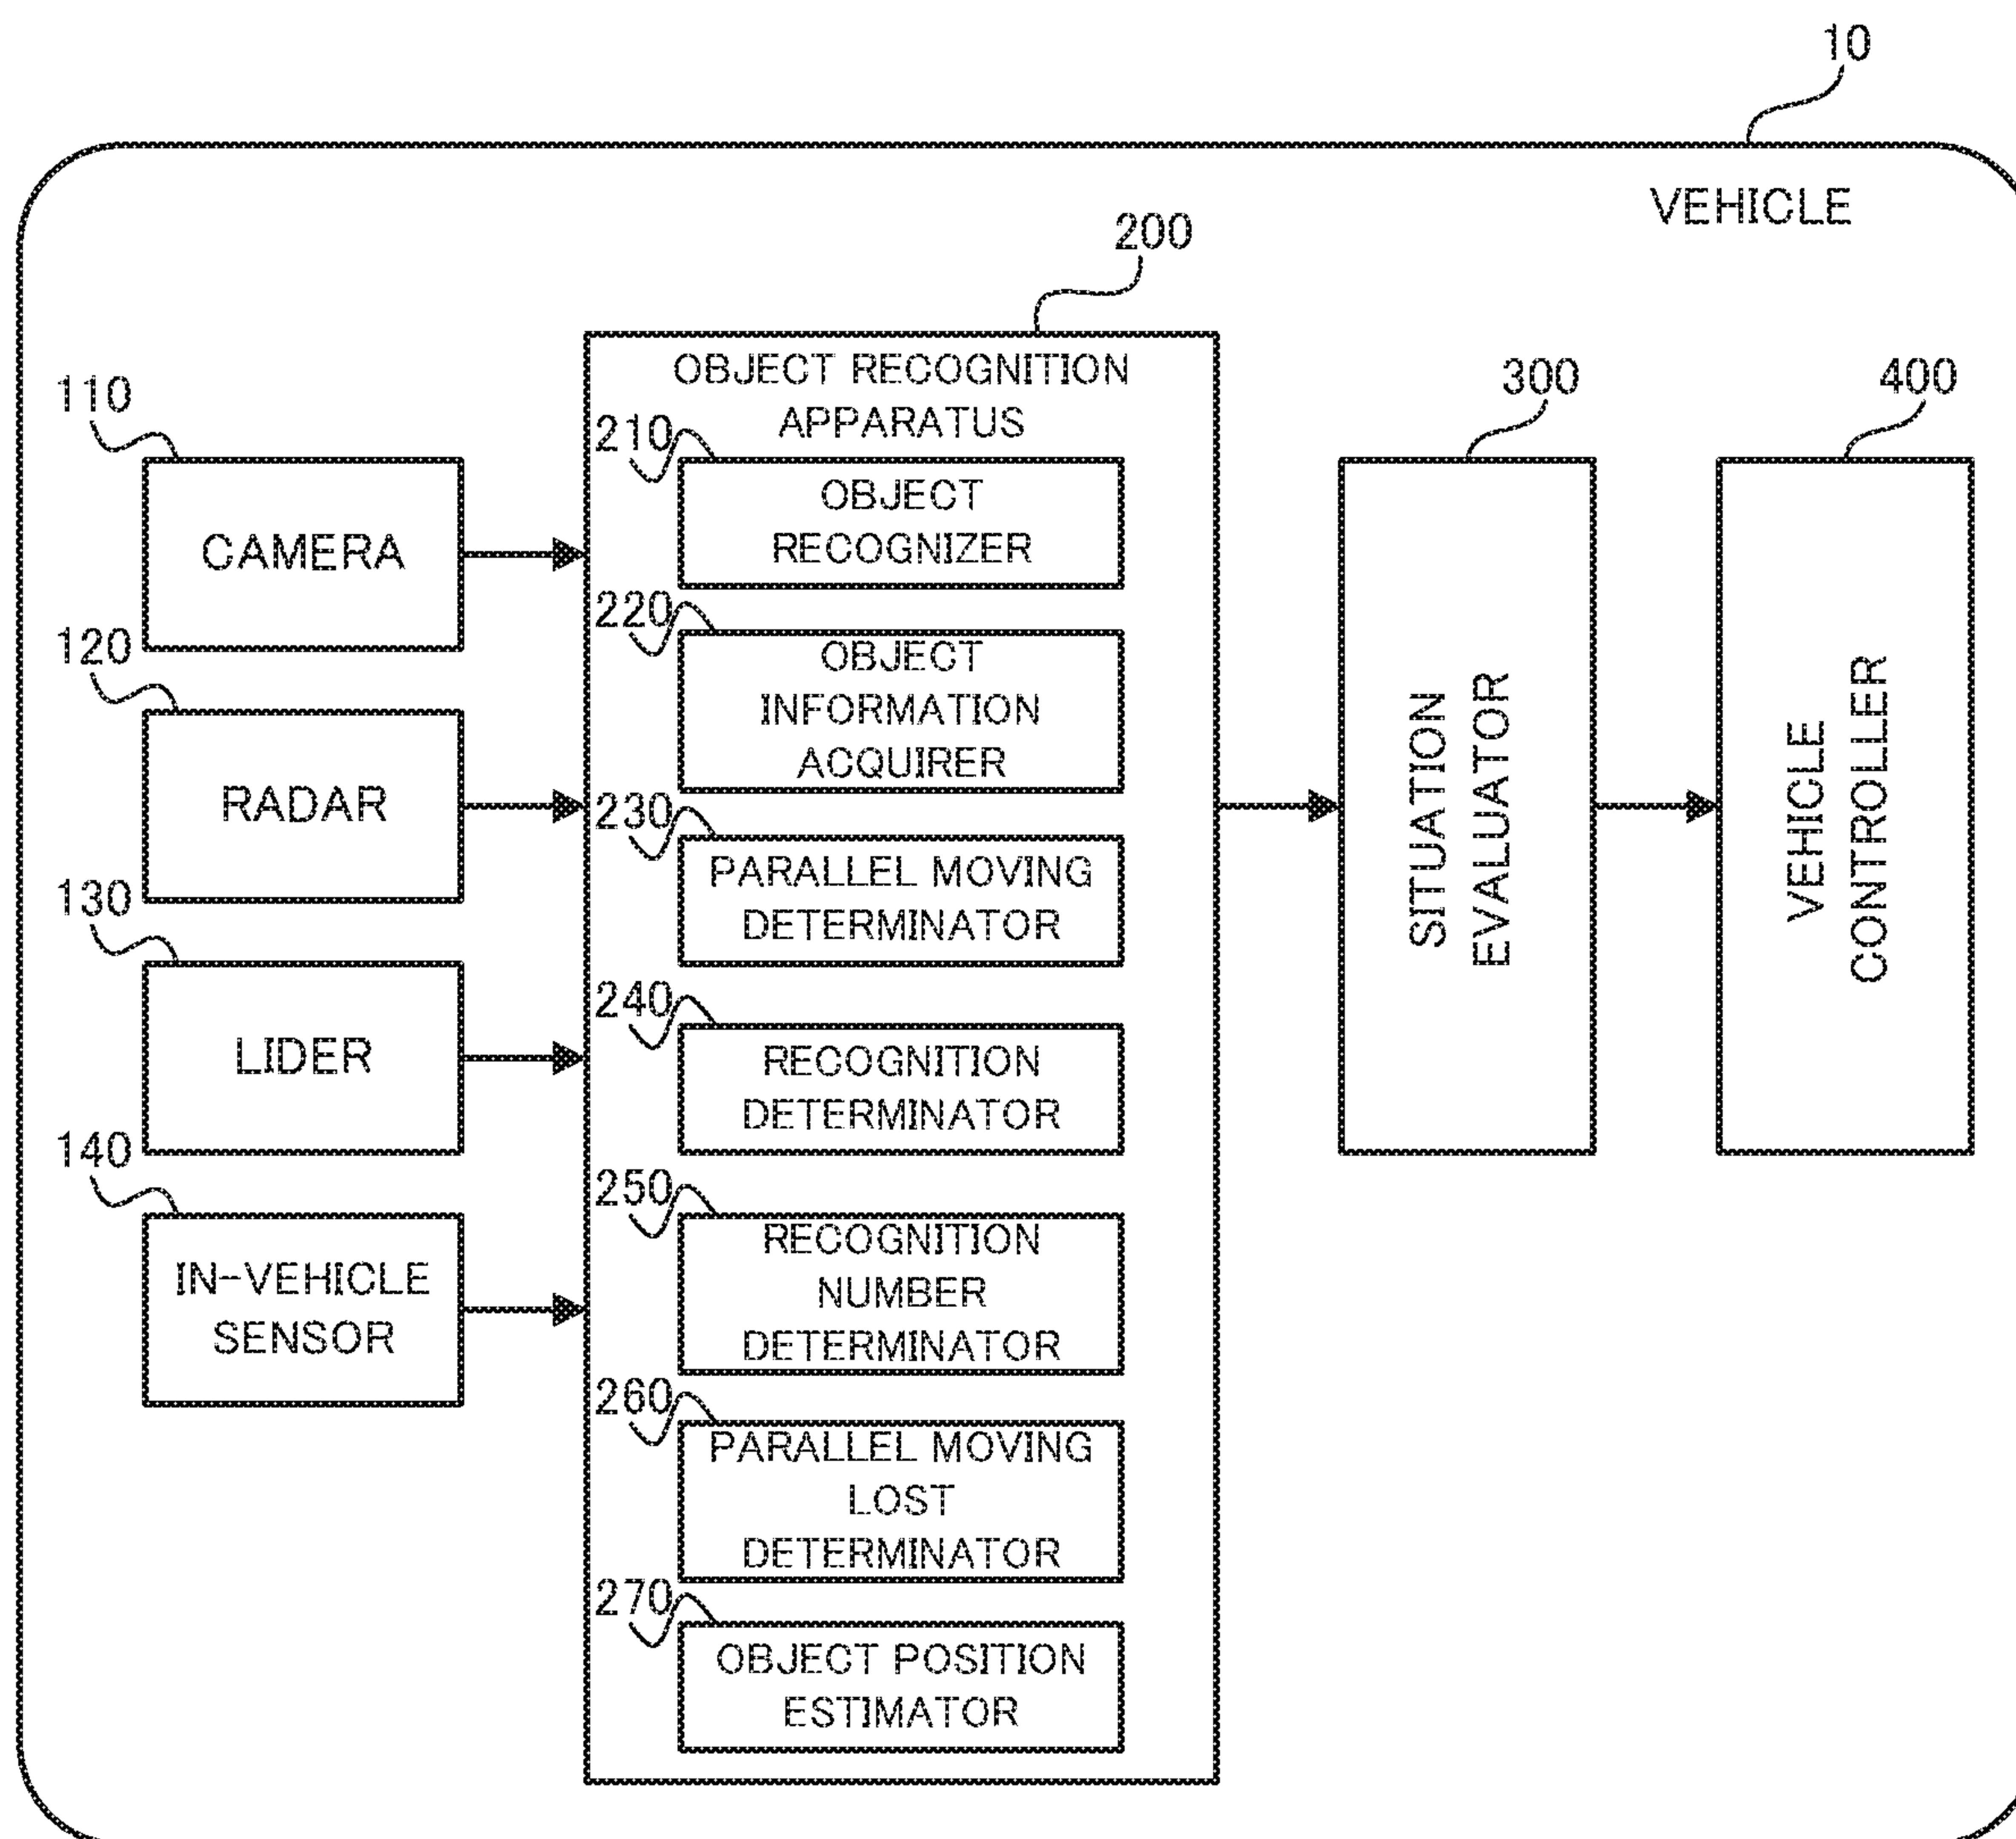 10
VEHICLE
200
OBJECT RECOGNITION
APPARATUS
110
CAMERA
120
RADAR
130
LIDER
140
IN-VEHICLE
SENSOR
210
OBJECT
RECOGNIZER
220
OBJECT
INFORMATION
ACQUIRER
230
PARALLEL MOVING
DETERMINATOR
240
RECOGNITION
DETERMINATOR
250
RECOGNITION
NUMBER
DETERMINATOR
260
PARALLEL MOVING
LOST
DETERMINATOR
270
OBJECT POSITION
ESTIMATOR
300
SITUATION
EVALUATOR
400
VEHICLE
CONTROLLER